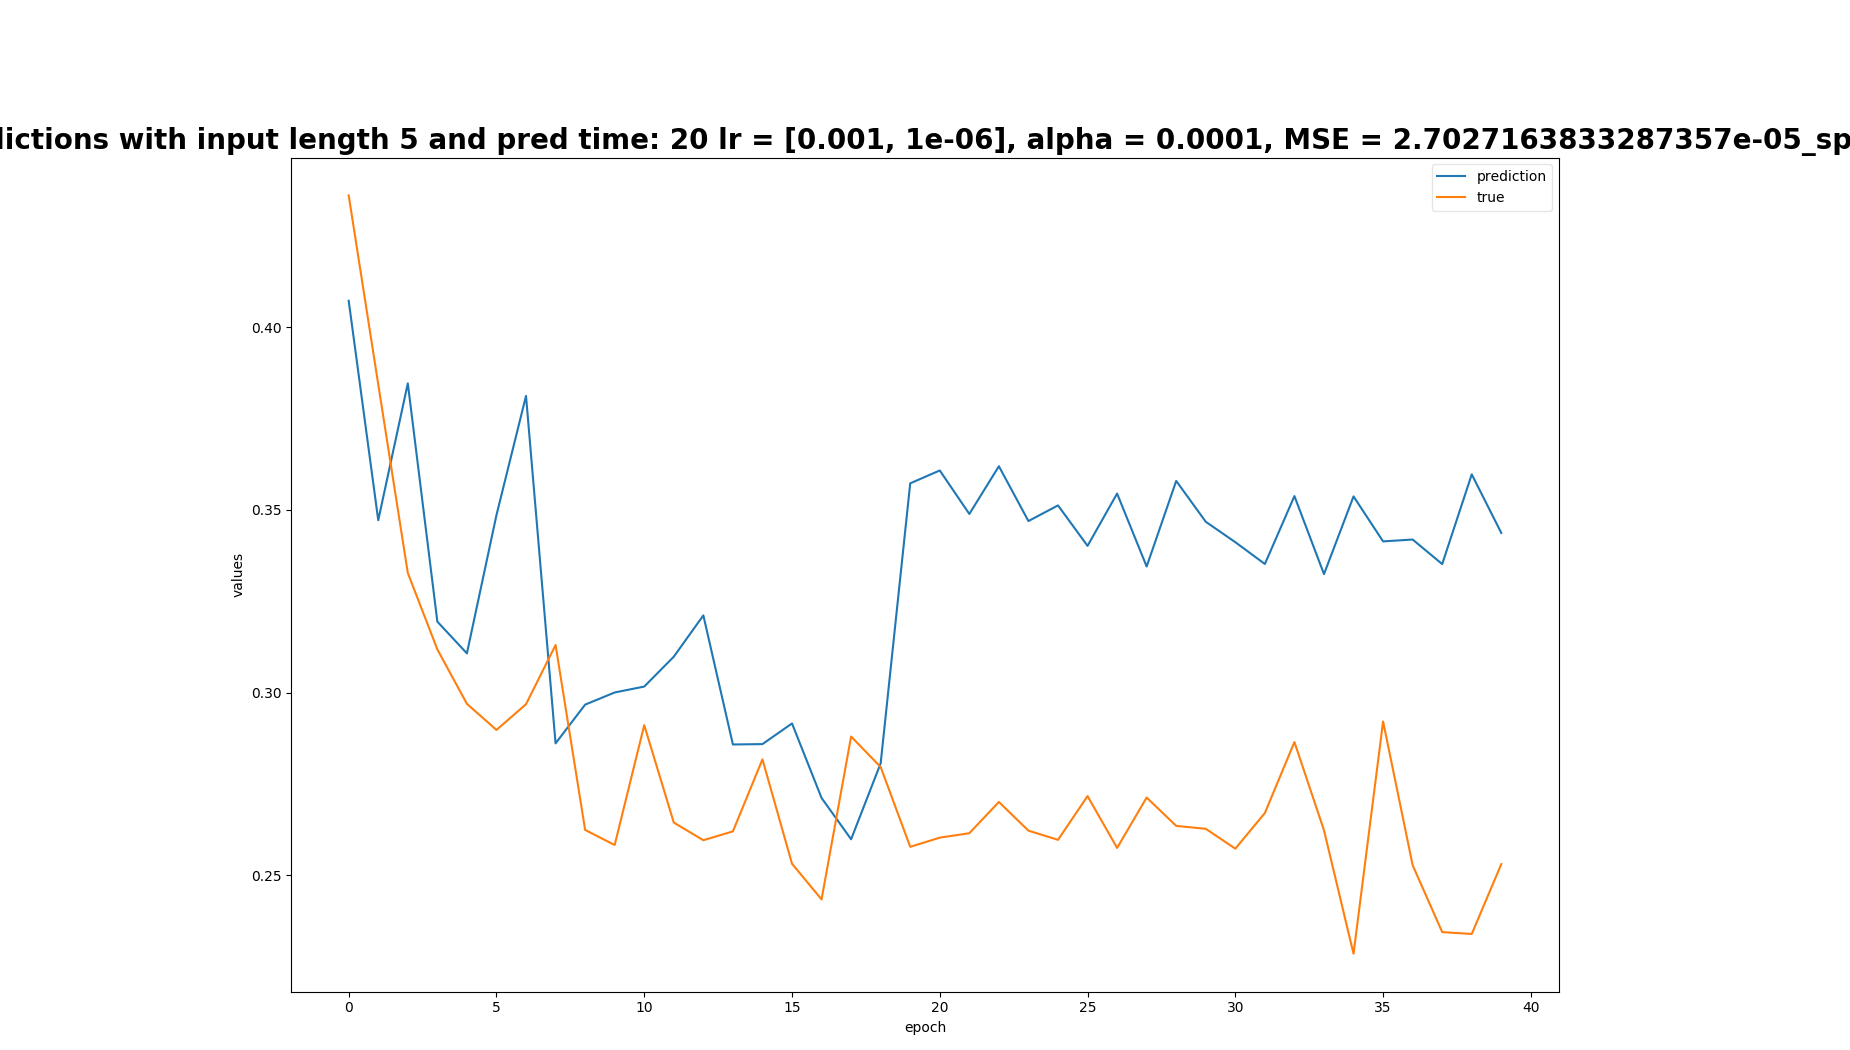 with input length 5 and pred time: 20 lr = [0.001, 1e-06], alpha = 0.0001, MSE = 2.7027163833287357e-05_sp
prediction
true
0.40
0.35
0.30
0.25
values
0 5 10 15 20 25 30 35 40
epoch